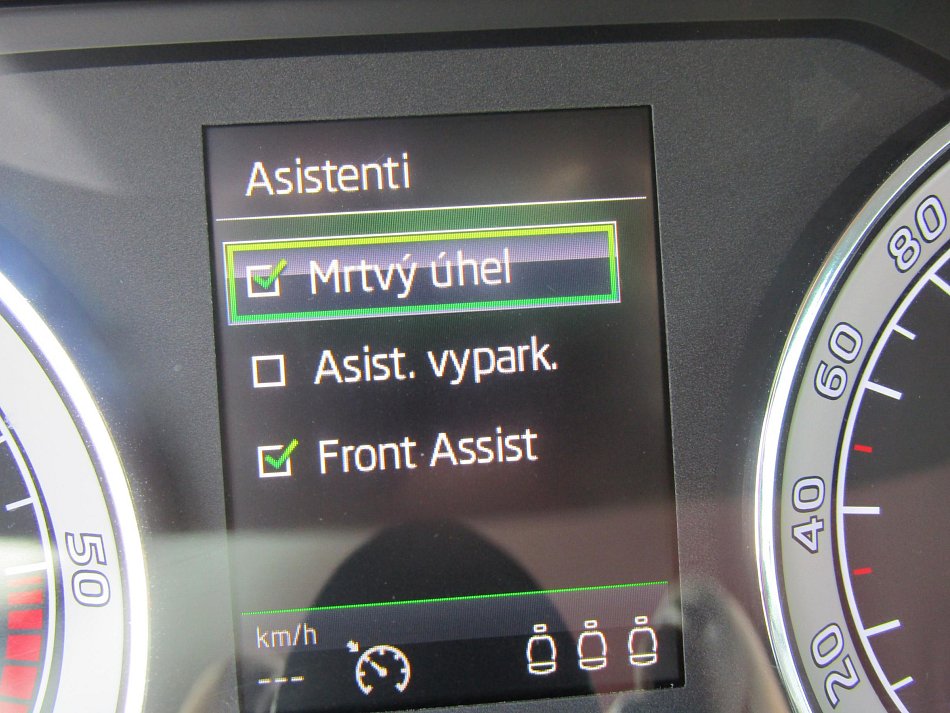 Asistenti
Mrtvý úhel
Asist. vypark.
Front Assist
km/h
---
50
80
60
40
20